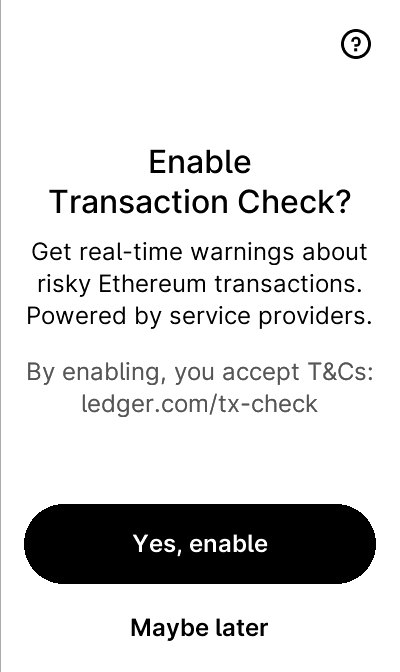 ?
Enable
Transaction Check?
Get real-time warnings about
risky Ethereum transactions.
Powered by service providers.
By enabling, you accept T&Cs:
ledger.com/tx-check
Yes, enable
Maybe later